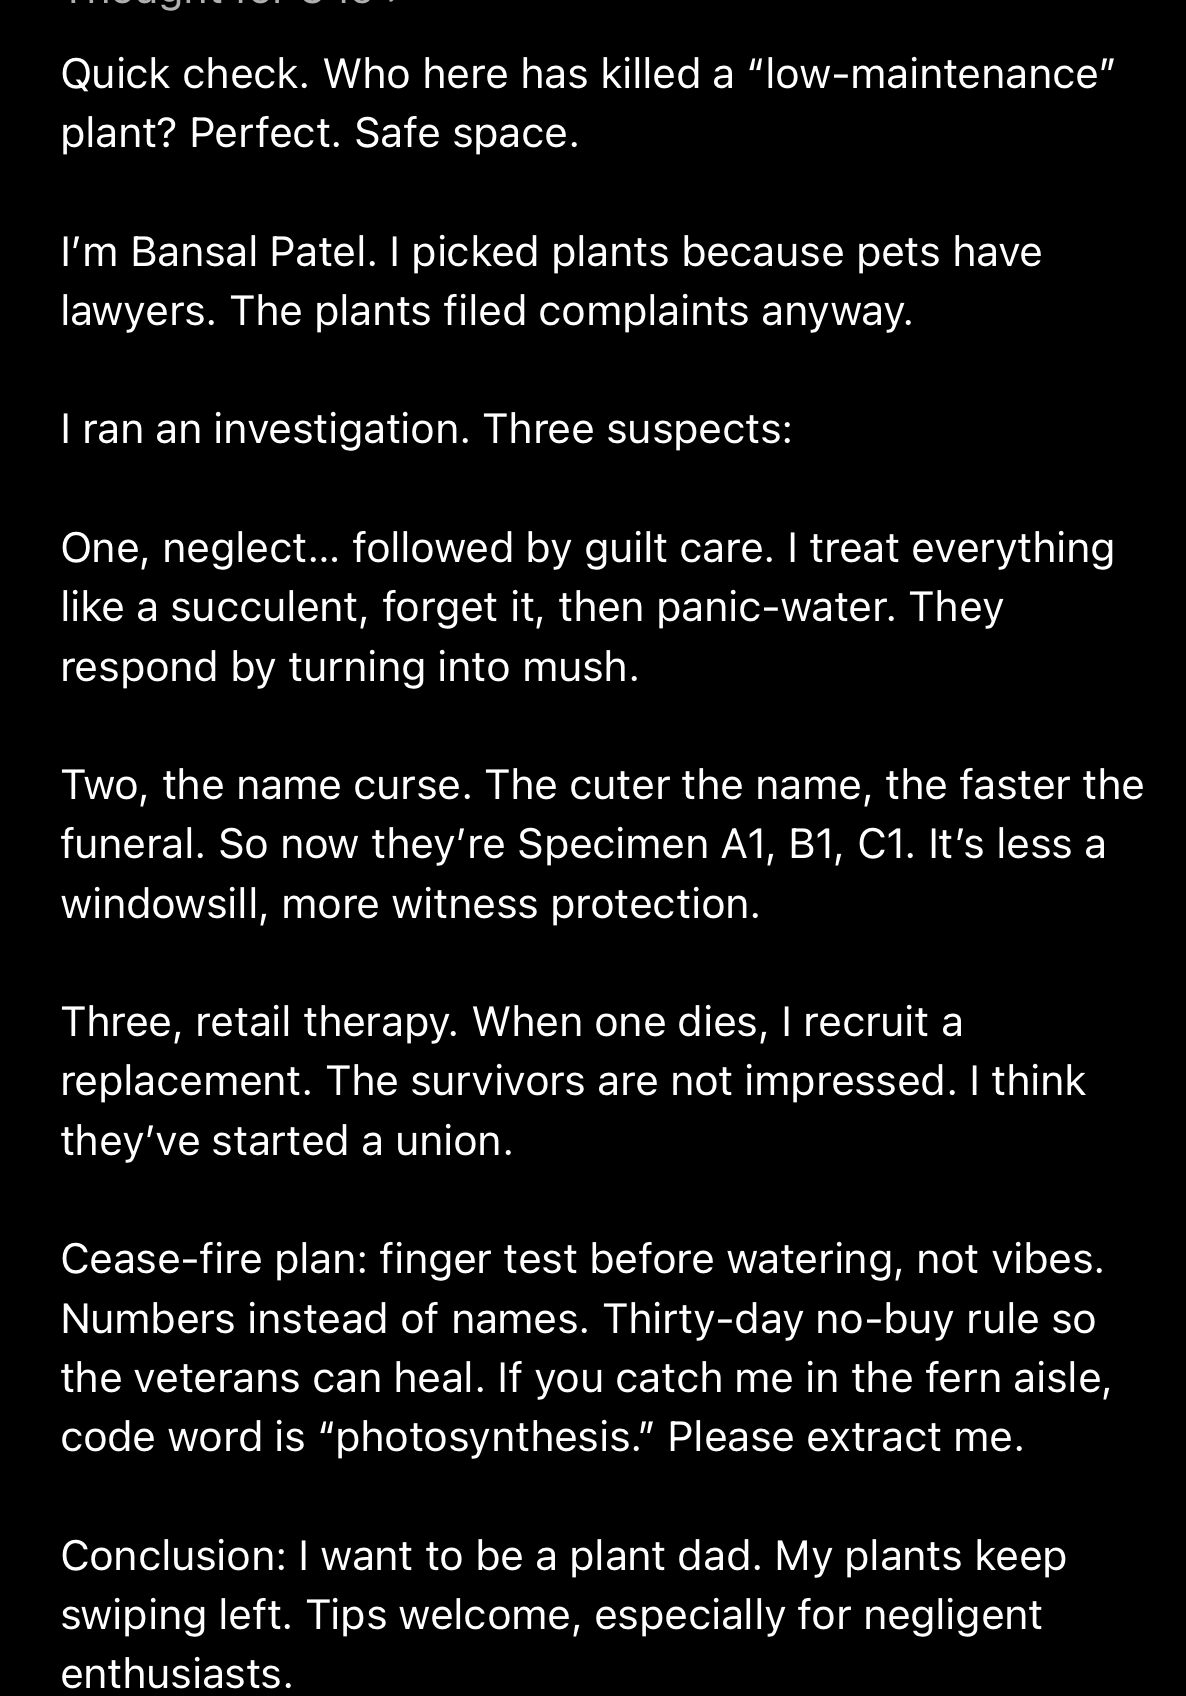 Quick check. Who here has killed a “low-maintenance”
plant? Perfect. Safe space.
I’m Bansal Patel. I picked plants because pets have
lawyers. The plants filed complaints anyway.
I ran an investigation. Three suspects:
One, neglect… followed by guilt care. I treat everything
like a succulent, forget it, then panic-water. They
respond by turning into mush.
Two, the name curse. The cuter the name, the faster the
funeral. So now they’re Specimen A1, B1, C1. It’s less a
windowsill, more witness protection.
Three, retail therapy. When one dies, I recruit a
replacement. The survivors are not impressed. I think
they’ve started a union.
Cease-fire plan: finger test before watering, not vibes.
Numbers instead of names. Thirty-day no-buy rule so
the veterans can heal. If you catch me in the fern aisle,
code word is “photosynthesis.” Please extract me.
Conclusion: I want to be a plant dad. My plants keep
swiping left. Tips welcome, especially for negligent
enthusiasts.